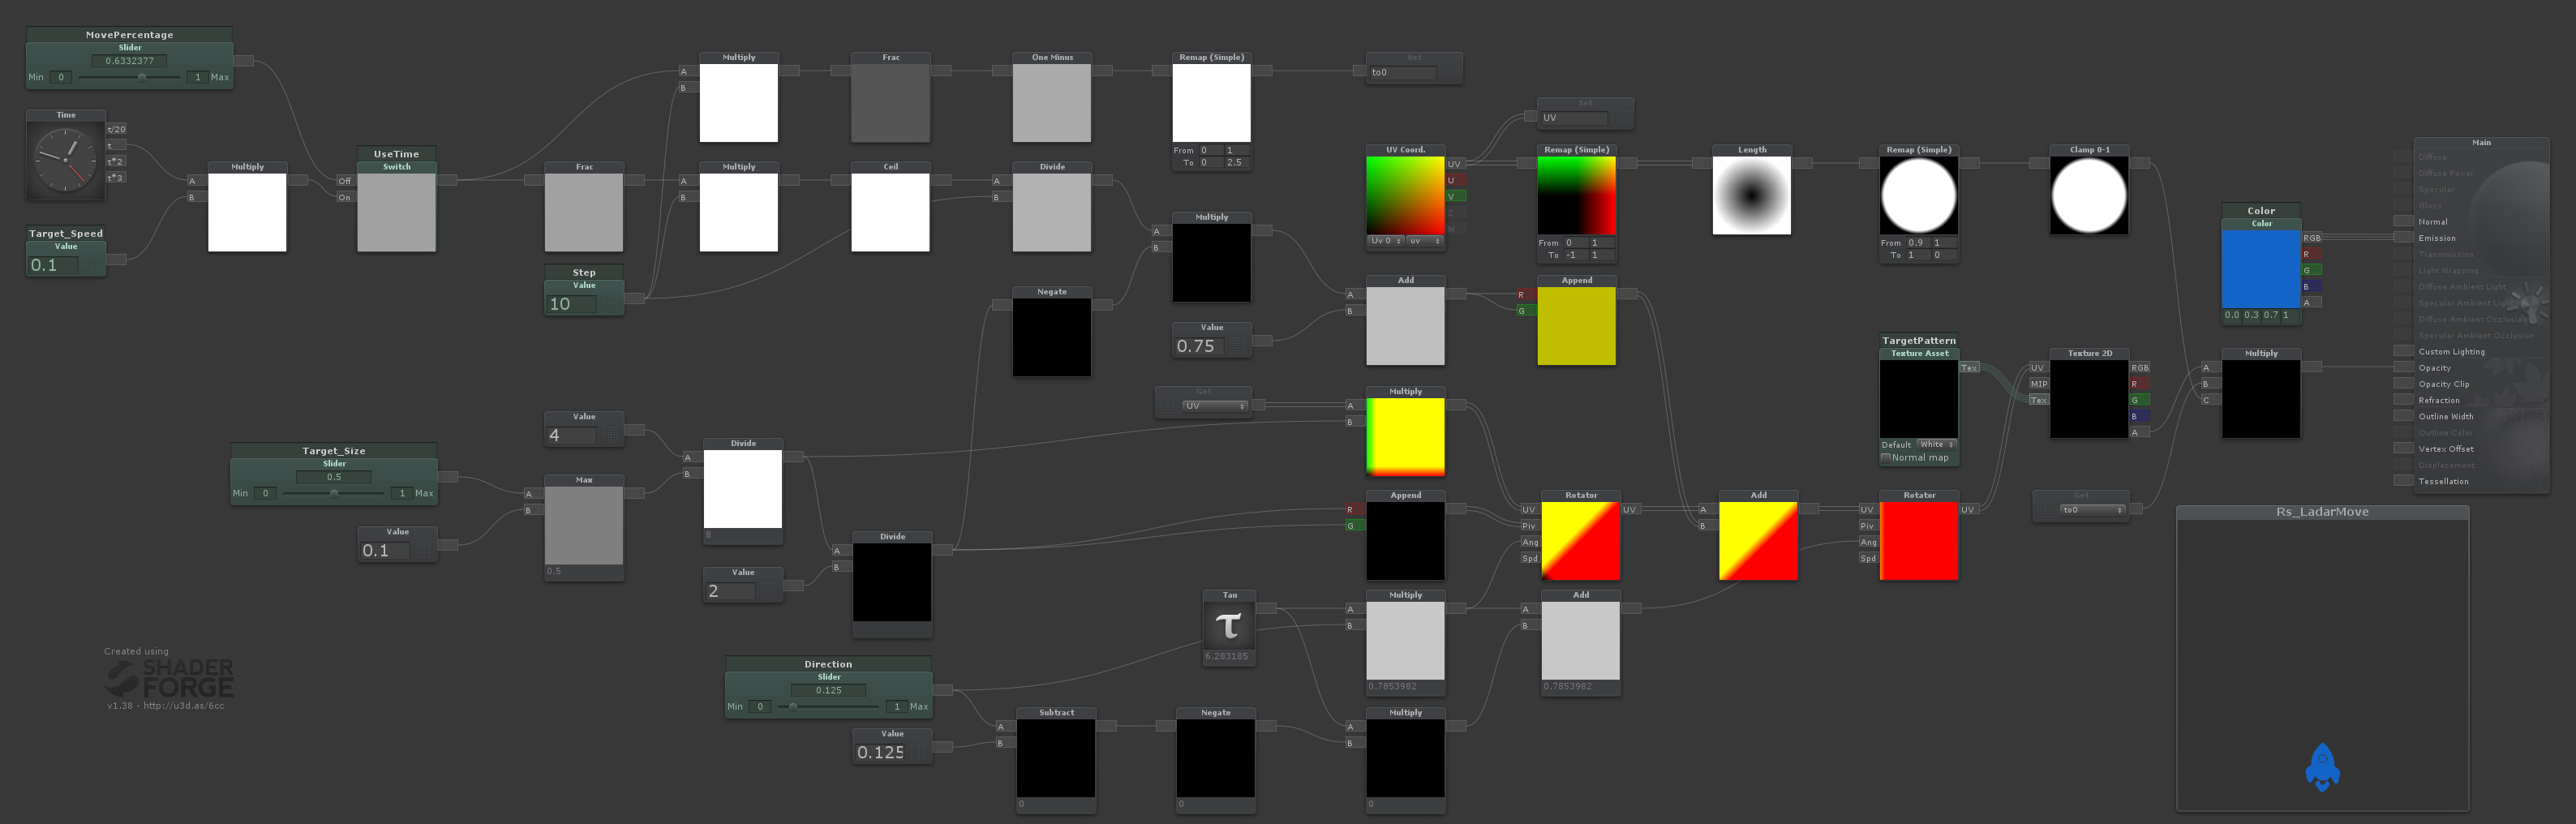 MovePercentage
Slider
0.6332377
Min 0 1 Max
Time
t/20
t
t*2
t*3
Target_Speed
Value
0.1
Multiply
A
B
UseTime
Switch
Off
On
Frac
Step
Value
10
Multiply
A
B
Multiply
A
B
Frac
Ceil
One Minus
Divide
A
B
Negate
Remap (Simple)
From 0 1
To 0 2.5
Multiply
A
B
Value
0.75
Set
to0
Set
UV
UV Coord.
UV
U
V
Z
W
Uv 0 uv
Remap (Simple)
From 0 1
To -1 1
Length
Remap (Simple)
From 0.9 1
To 1 0
Clamp 0-1
Add
A
B
Append
R
G
Get
UV
Multiply
A
B
Append
R
G
Rotator
UV UV
Piv
Ang
Spd
Add
A
B
Rotator
UV UV
Piv
Ang
Spd
TargetPattern
Texture Asset
Tex
Default White
Normal map
Texture 2D
UV RGB
MIP R
Tex G
B
A
Get
to0
Color
Color
RGB
R
G
B
A
0.0 0.3 0.7 1
Multiply
A
B
C
Main
Diffuse
Diffuse Power
Specular
Gloss
Normal
Emission
Transmission
Light Wrapping
Diffuse Ambient Light
Specular Ambient Light
Diffuse Ambient Occlusion
Specular Ambient Occlusion
Custom Lighting
Opacity
Opacity Clip
Refraction
Outline Width
Outline Color
Vertex Offset
Displacement
Tessellation
Target_Size
Slider
0.5
Min 0 1 Max
Value
0.1
Value
4
Max
A
B
0.5
Divide
A
B
8
Value
2
Divide
A
B
Tau
τ
6.283185
Multiply
A
B
0.7853982
Add
A
B
0.7853982
Direction
Slider
0.125
Min 0 1 Max
Value
0.125
Subtract
A
B
0
Negate
0
Multiply
A
B
0
Rs_LadarMove
Created using
SHADER
FORGE
v1.38 - http://u3d.as/6cc